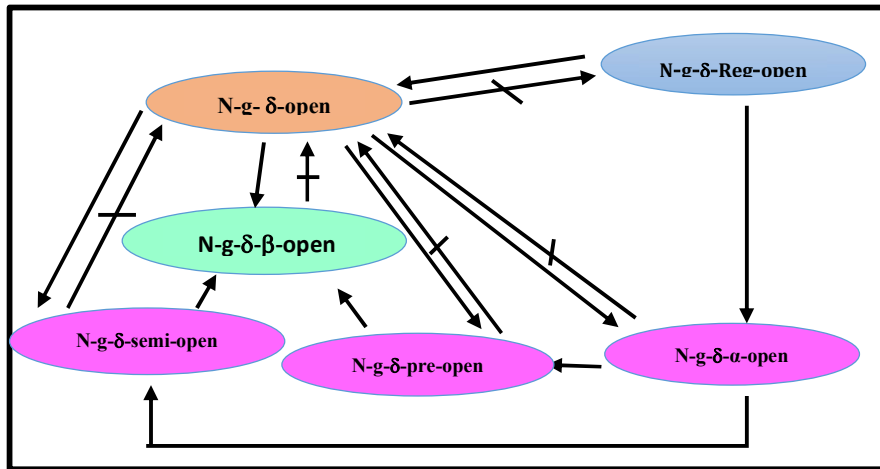 N-g-δ-Reg-open
N-g- δ-open
N-g-δ-β-open
N-g-δ-semi-open
N-g-δ-pre-open
N-g-δ-α-open